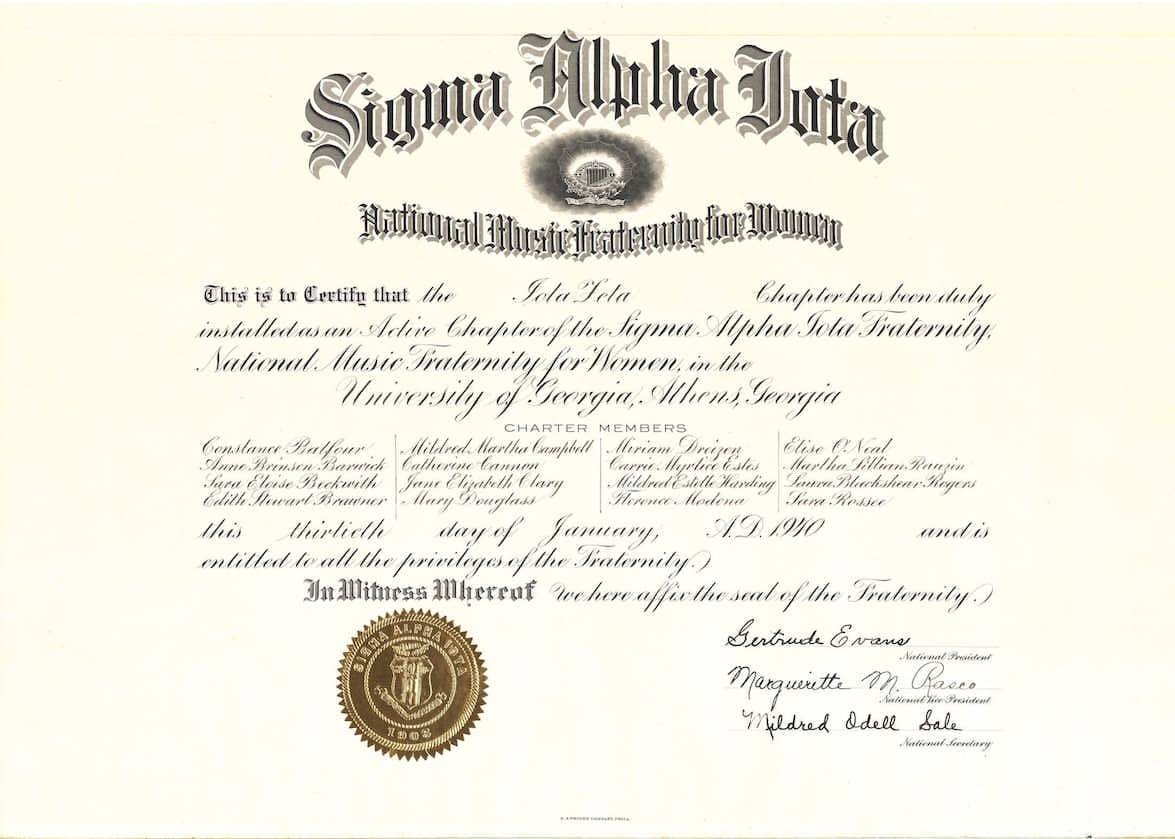 Sigma Alpha Iota
National Music Fraternity for Women
This is to Certify that the Iota Zeta Chapter has been duly
installed as an Active Chapter of the Sigma Alpha Iota Fraternity,
National Music Fraternity for Women, in the
University of Georgia, Athens, Georgia
CHARTER MEMBERS
Constance Balfour Mildred Martha Campbell Miriam Dreizen Elise O'Neal
Anne Brinson Barwick Catherine Cannon Carrie Myrtice Estes Martha Lillian Rauzin
Sara Eloise Beckwith Jane Elizabeth Clary Mildred Estelle Harding Laura Bleckshear Rogers
Edith Stewart Brawner Mary Douglass Florence Modena Sara Rossee
this thirtieth day of January, A.D. 1940 and is
entitled to all the privileges of the Fraternity.
In Witness Whereof we here affix the seal of the Fraternity.
SIGMA ALPHA IOTA
1903
Gertrude Evans
National President
Marguerette M. Rasco
National Vice President
Mildred Odell Sale
National Secretary